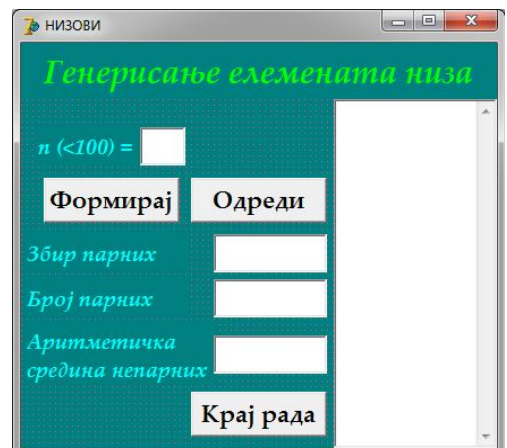 НИЗОВИ
Генерисање елемената низа
n (<100) =
Формирај
Одреди
Збир парних
Број парних
Аритметичка
средина непарних
Крај рада